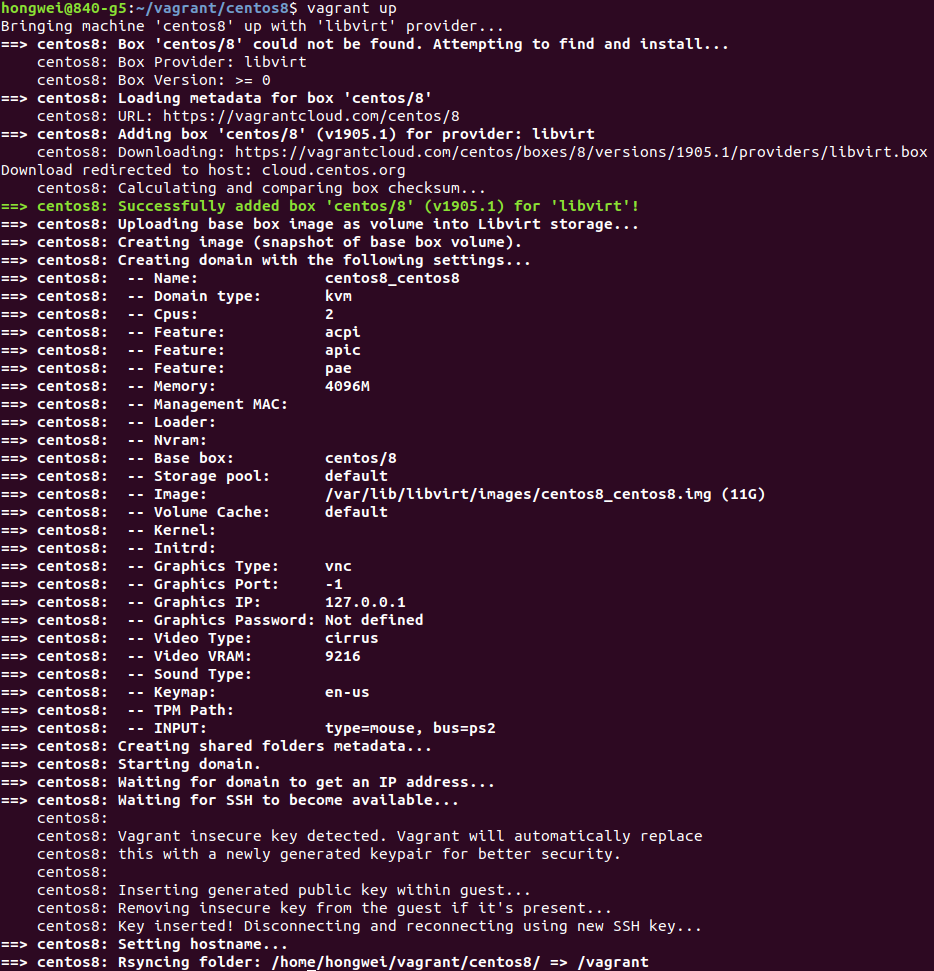 hongwei@840-g5:~/vagrant/centos8$ vagrant up
Bringing machine 'centos8' up with 'libvirt' provider...
==> centos8: Box 'centos/8' could not be found. Attempting to find and install...
    centos8: Box Provider: libvirt
    centos8: Box Version: >= 0
==> centos8: Loading metadata for box 'centos/8'
    centos8: URL: https://vagrantcloud.com/centos/8
==> centos8: Adding box 'centos/8' (v1905.1) for provider: libvirt
    centos8: Downloading: https://vagrantcloud.com/centos/boxes/8/versions/1905.1/providers/libvirt.box
Download redirected to host: cloud.centos.org
    centos8: Calculating and comparing box checksum...
==> centos8: Successfully added box 'centos/8' (v1905.1) for 'libvirt'!
==> centos8: Uploading base box image as volume into Libvirt storage...
==> centos8: Creating image (snapshot of base box volume).
==> centos8: Creating domain with the following settings...
==> centos8:  -- Name:              centos8_centos8
==> centos8:  -- Domain type:       kvm
==> centos8:  -- Cpus:              2
==> centos8:  -- Feature:           acpi
==> centos8:  -- Feature:           apic
==> centos8:  -- Feature:           pae
==> centos8:  -- Memory:            4096M
==> centos8:  -- Management MAC:
==> centos8:  -- Loader:
==> centos8:  -- Nvram:
==> centos8:  -- Base box:          centos/8
==> centos8:  -- Storage pool:      default
==> centos8:  -- Image:             /var/lib/libvirt/images/centos8_centos8.img (11G)
==> centos8:  -- Volume Cache:      default
==> centos8:  -- Kernel:
==> centos8:  -- Initrd:
==> centos8:  -- Graphics Type:     vnc
==> centos8:  -- Graphics Port:     -1
==> centos8:  -- Graphics IP:       127.0.0.1
==> centos8:  -- Graphics Password: Not defined
==> centos8:  -- Video Type:        cirrus
==> centos8:  -- Video VRAM:        9216
==> centos8:  -- Sound Type:
==> centos8:  -- Keymap:            en-us
==> centos8:  -- TPM Path:
==> centos8:  -- INPUT:             type=mouse, bus=ps2
==> centos8: Creating shared folders metadata...
==> centos8: Starting domain.
==> centos8: Waiting for domain to get an IP address...
==> centos8: Waiting for SSH to become available...
    centos8:
    centos8: Vagrant insecure key detected. Vagrant will automatically replace
    centos8: this with a newly generated keypair for better security.
    centos8:
    centos8: Inserting generated public key within guest...
    centos8: Removing insecure key from the guest if it's present...
    centos8: Key inserted! Disconnecting and reconnecting using new SSH key...
==> centos8: Setting hostname...
==> centos8: Rsyncing folder: /home/hongwei/vagrant/centos8/ => /vagrant